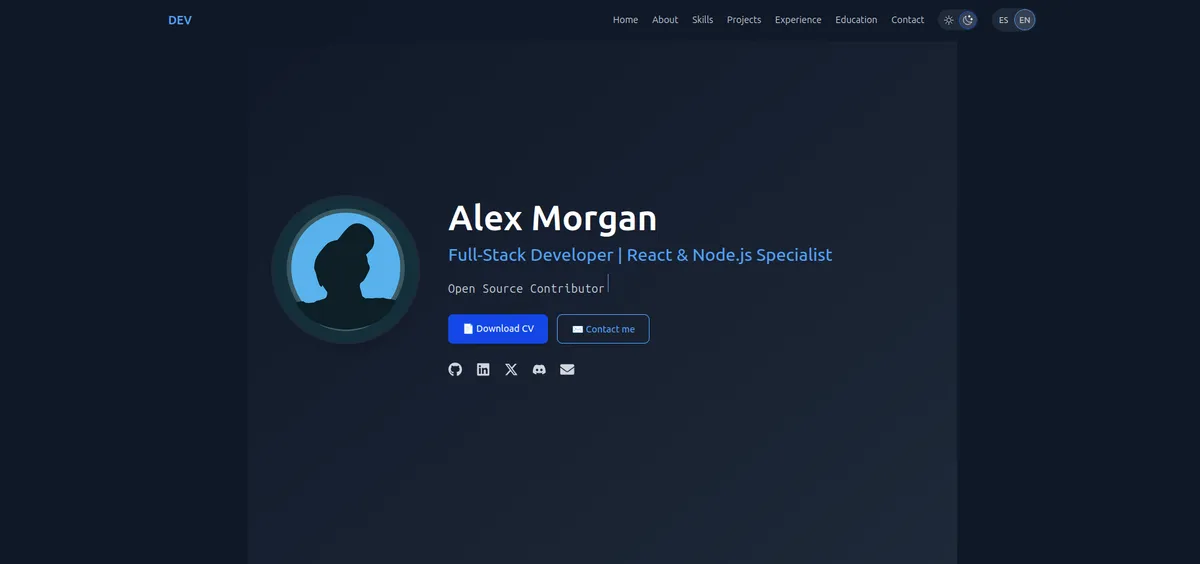 DEV
Home About Skills Projects Experience Education Contact ES EN
Alex Morgan
Full-Stack Developer | React & Node.js Specialist
Open Source Contributor
Download CV Contact me